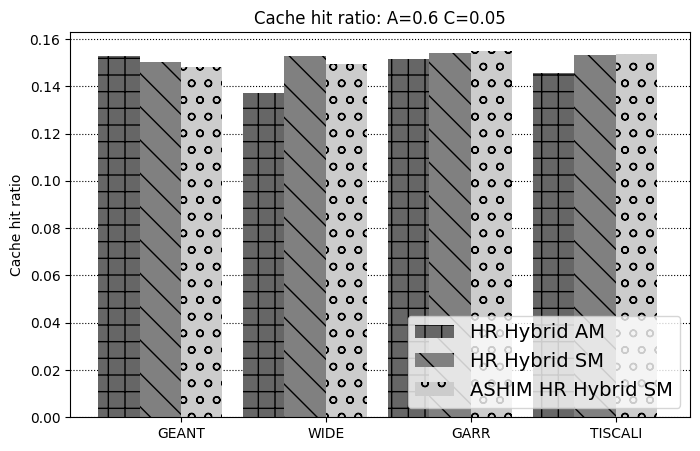 Cache hit ratio: A=0.6 C=0.05
Cache hit ratio
0.16
0.14
0.12
0.10
0.08
0.06
0.04
0.02
0.00
GEANT WIDE GARR TISCALI
HR Hybrid AM
HR Hybrid SM
ASHIM HR Hybrid SM